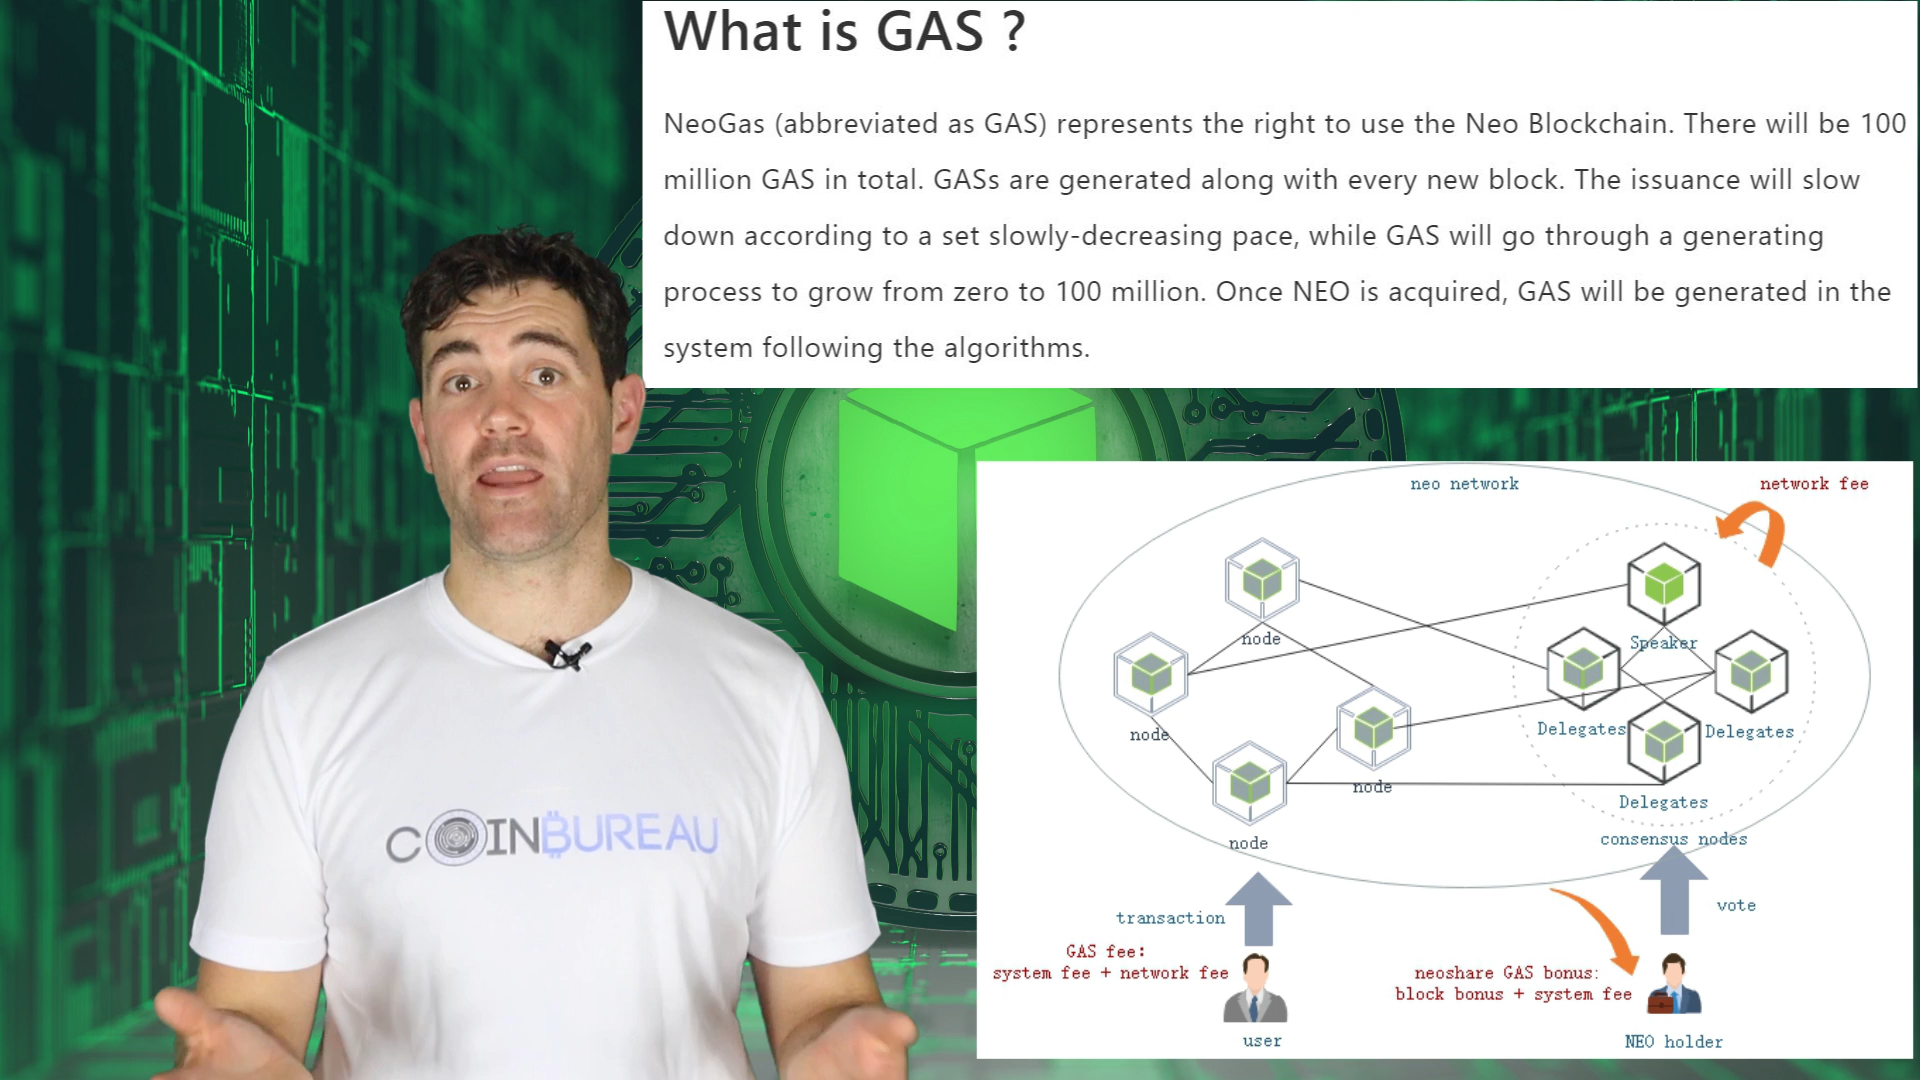 What is GAS ?
NeoGas (abbreviated as GAS) represents the right to use the Neo Blockchain. There will be 100
million GAS in total. GASs are generated along with every new block. The issuance will slow
down according to a set slowly-decreasing pace, while GAS will go through a generating
process to grow from zero to 100 million. Once NEO is acquired, GAS will be generated in the
system following the algorithms.
COINBUREAU
neo network
network fee
node
Speaker
node
Delegates
Delegates
node
Delegates
node
consensus nodes
transaction
vote
GAS fee:
system fee + network fee
neoshare GAS bonus:
block bonus + system fee
user
NEO holder